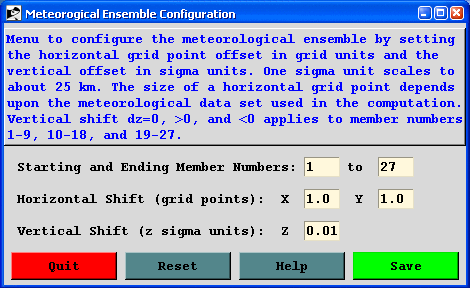 Meteorogical Ensemble Configuration
Menu to configure the meteorological ensemble by setting
the horizontal grid point offset in grid units and the
vertical offset in sigma units. One sigma unit scales to
about 25 km. The size of a horizontal grid point depends
upon the meteorological data set used in the computation.
Vertical shift dz=0, >0, and <0 applies to member numbers
1-9, 10-18, and 19-27.
Starting and Ending Member Numbers: 1 to 27
Horizontal Shift (grid points): X 1.0 Y 1.0
Vertical Shift (z sigma units): Z 0.01
Quit Reset Help Save